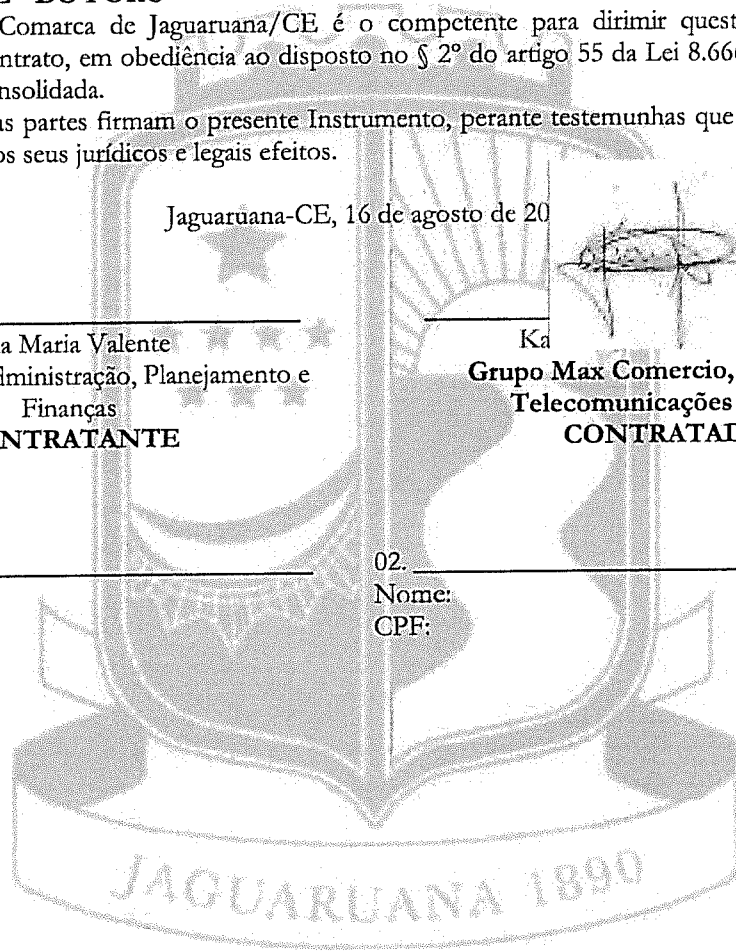 DO FORO
Comarca de Jaguaruana/CE é o competente para dirimir quest
ntrato, em obediência ao disposto no § 2º do artigo 55 da Lei 8.666
nsolidada.
as partes firmam o presente Instrumento, perante testemunhas que
os seus jurídicos e legais efeitos.
Jaguaruana-CE, 16 de agosto de 20
a Maria Valente
dministração, Planejamento e
Finanças
NTRATANTE
Ka
Grupo Max Comercio,
Telecomunicações
CONTRATAD
02.
Nome:
CPF:
JAGUARUANA 1890